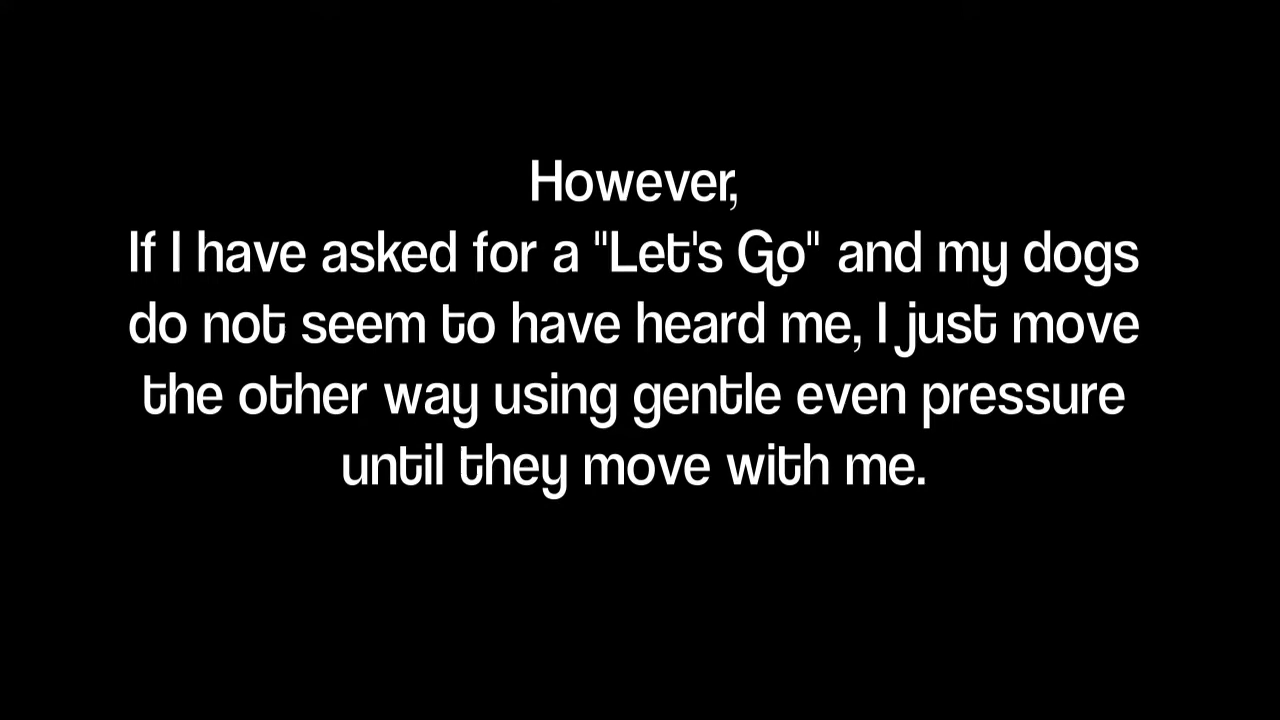 However,
If I have asked for a "Let's Go" and my dogs
do not seem to have heard me, I just move
the other way using gentle even pressure
until they move with me.